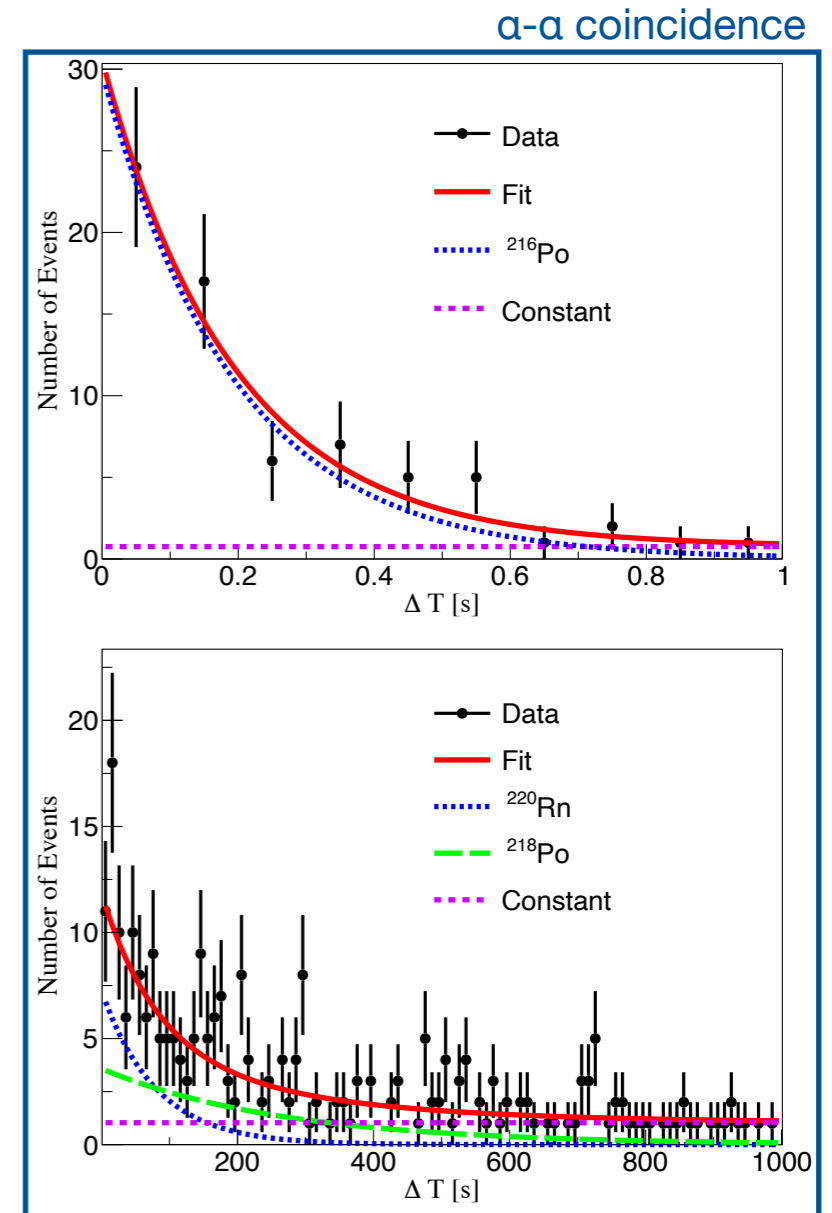 α-α coincidence
30
20
10
0
Number of Events
Data
Fit
²¹⁶Po
Constant
0 0.2 0.4 0.6 0.8 1
Δ T [s]
20
15
10
5
0
Number of Events
Data
Fit
²²⁰Rn
²¹⁸Po
Constant
200 400 600 800 1000
Δ T [s]